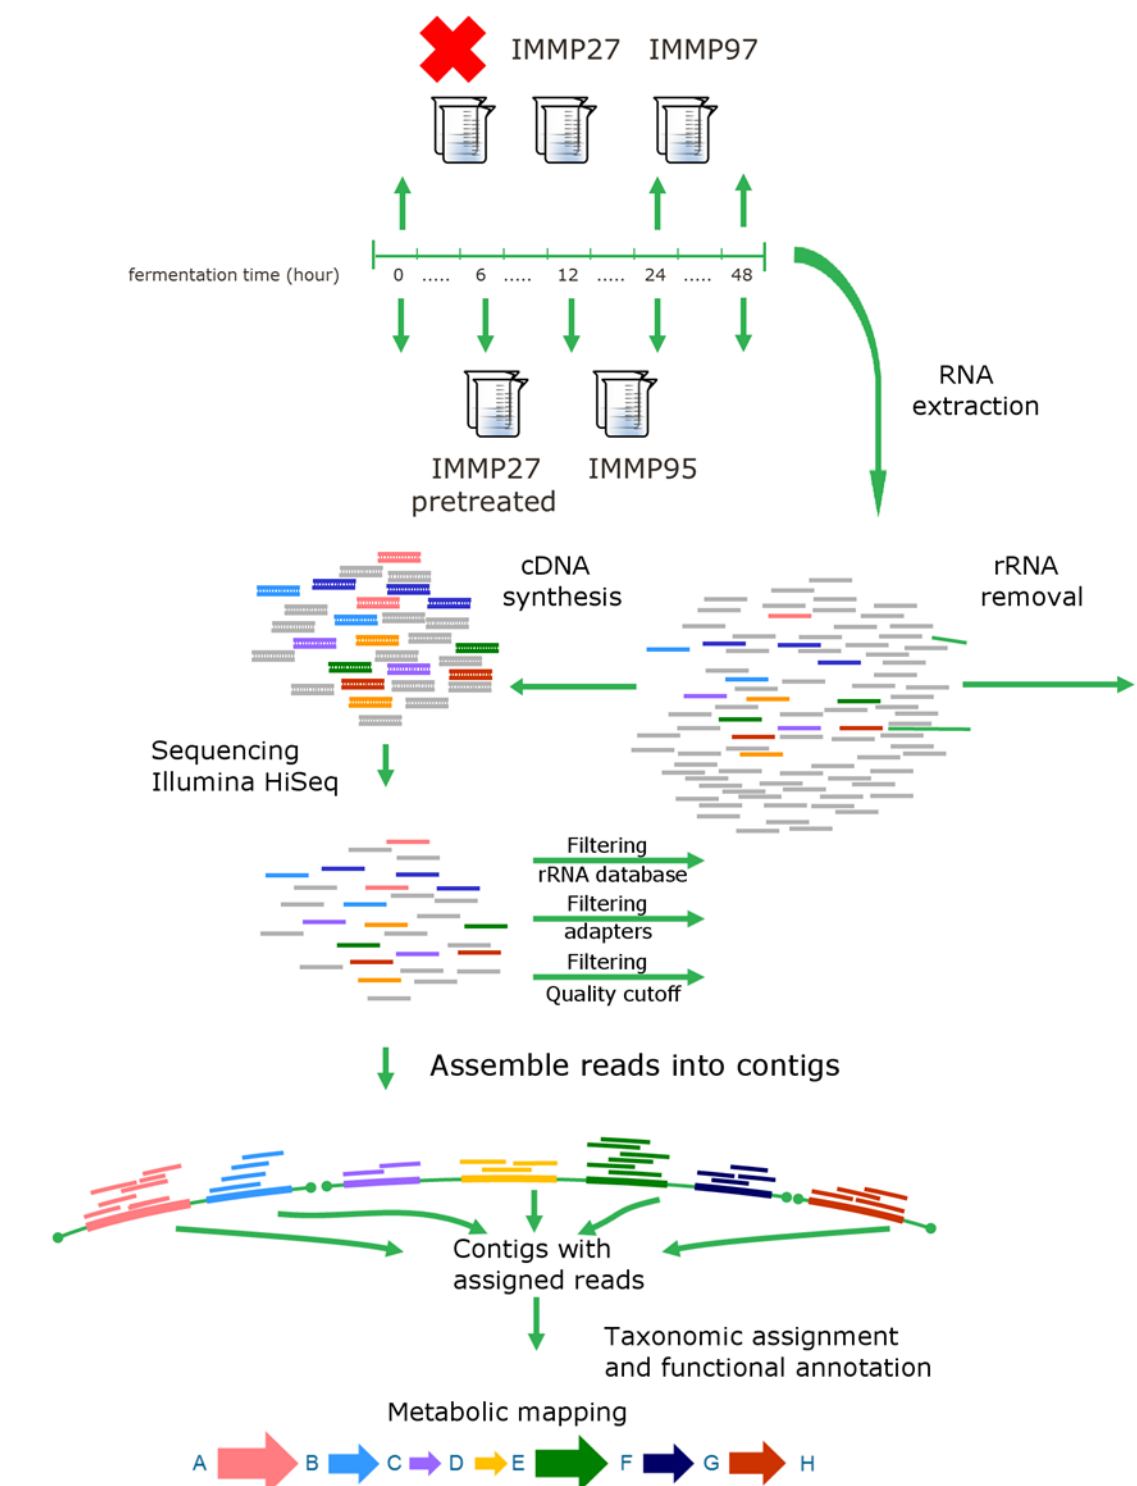 IMMP27 IMMP97
fermentation time (hour) 0 ..... 6 ..... 12 ..... 24 ..... 48
RNA
extraction
IMMP27 IMMP95
pretreated
cDNA
synthesis
rRNA
removal
Sequencing
Illumina HiSeq
Filtering
rRNA database
Filtering
adapters
Filtering
Quality cutoff
Assemble reads into contigs
Contigs with
assigned reads
Taxonomic assignment
and functional annotation
Metabolic mapping
A B C D E F G H